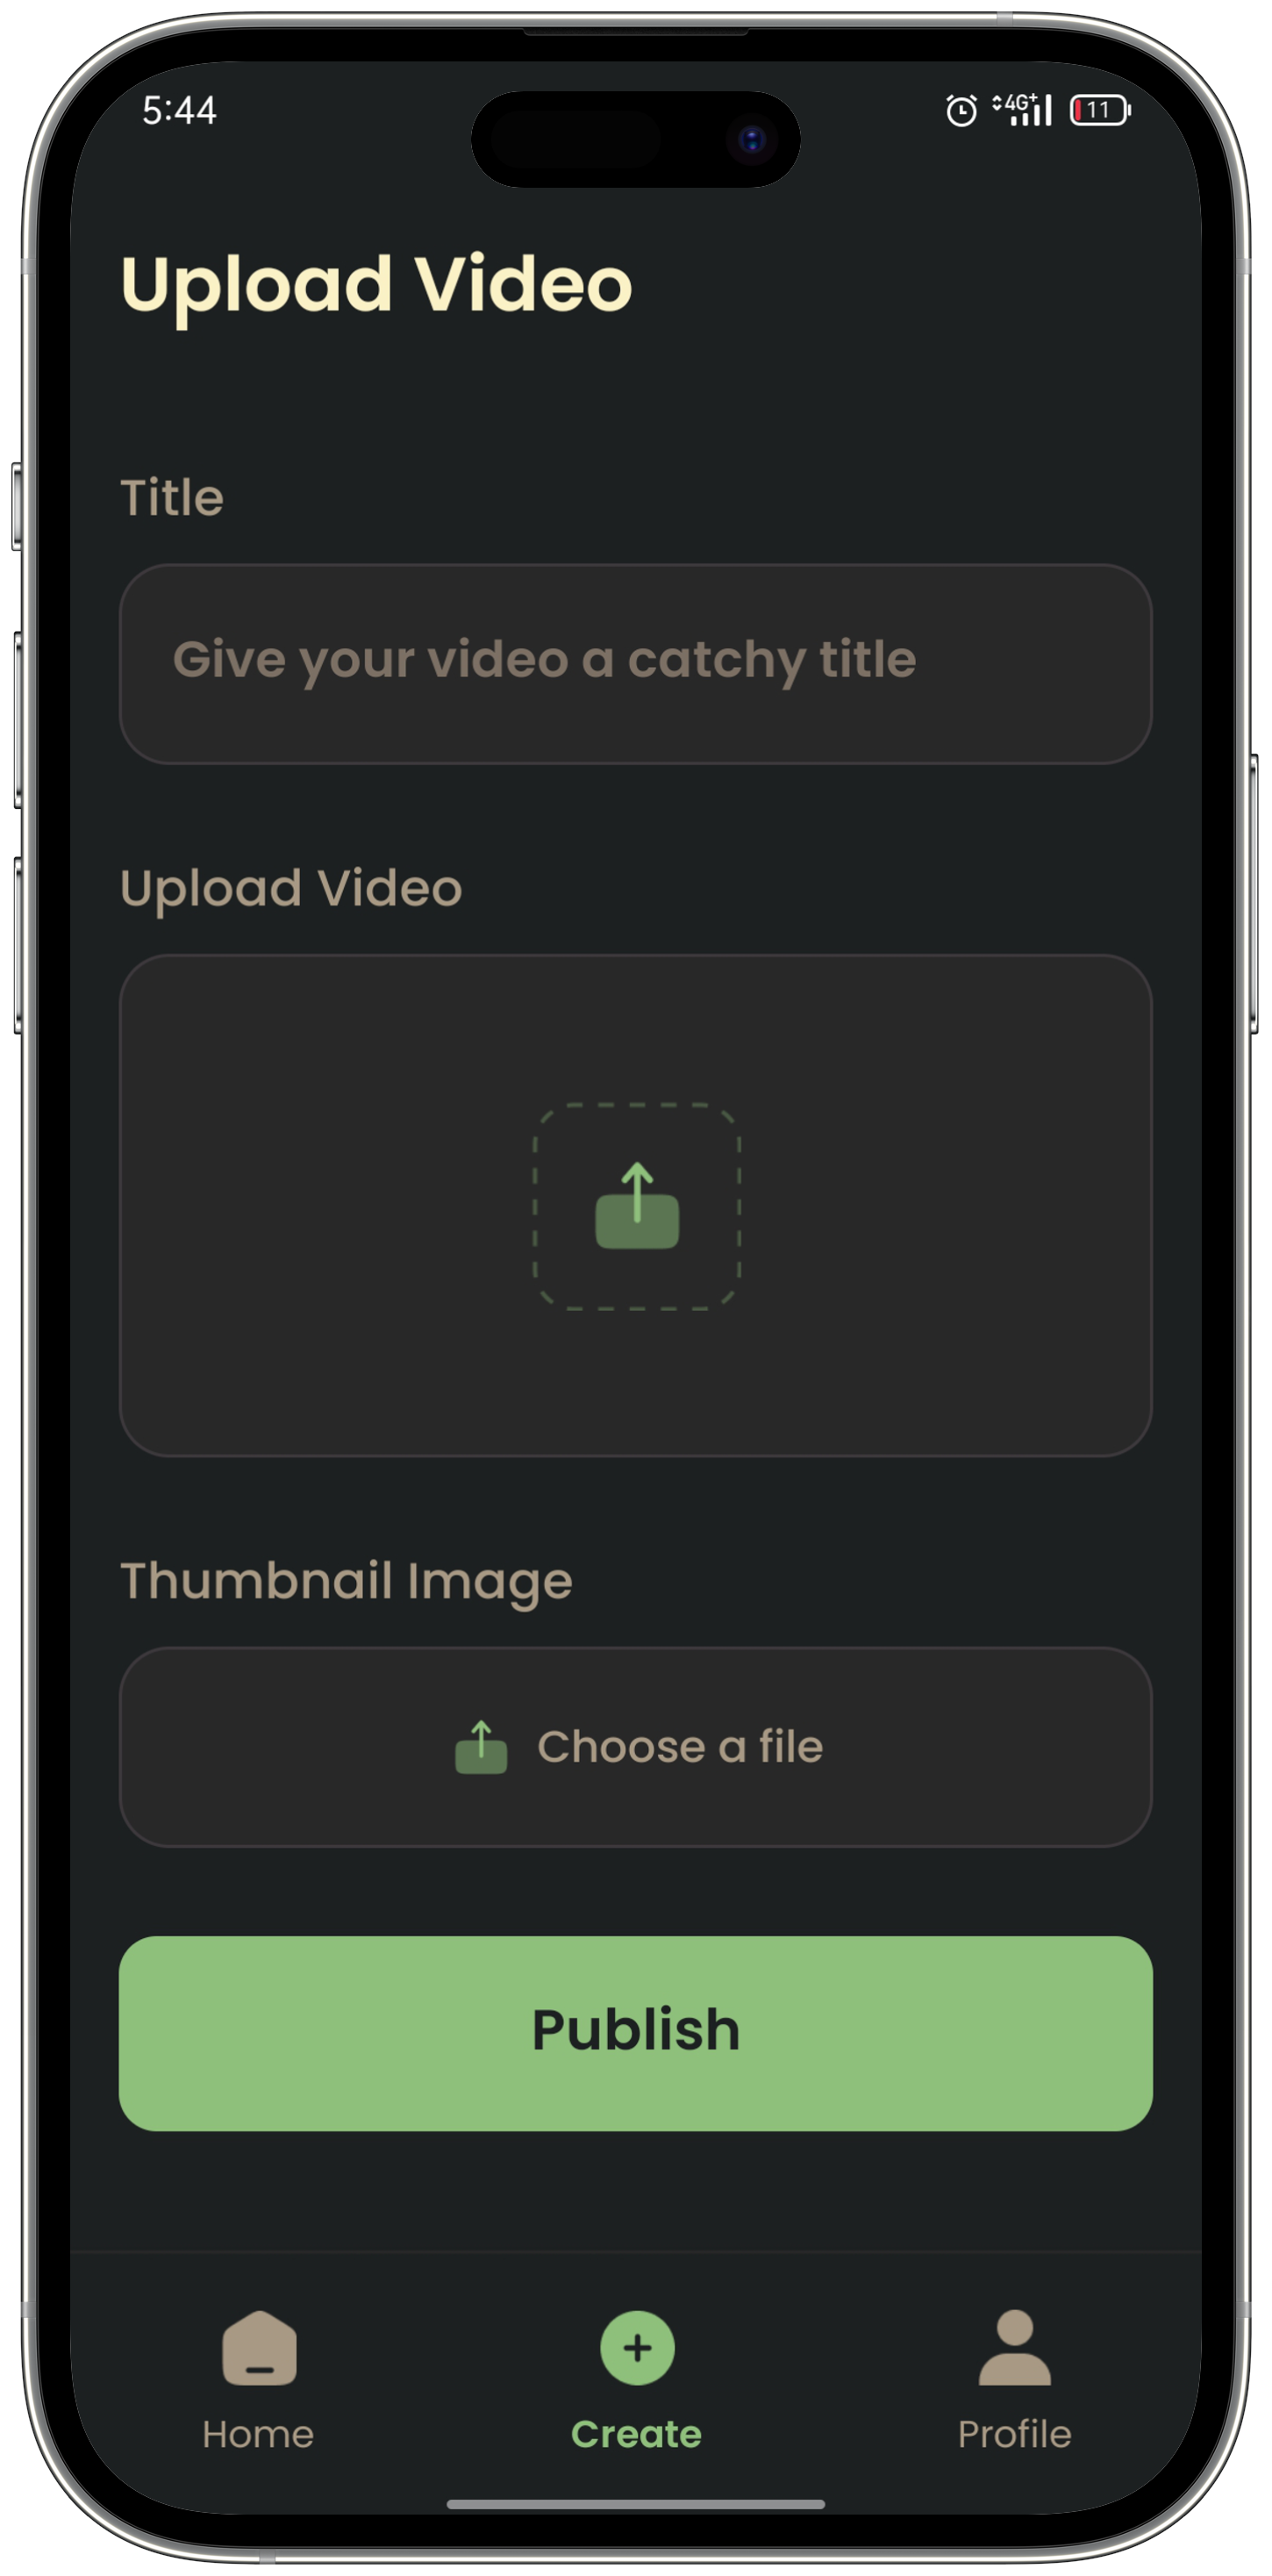 5:44
4G+
11
Upload Video
Title
Give your video a catchy title
Upload Video
Thumbnail Image
Choose a file
Publish
Home
Create
Profile